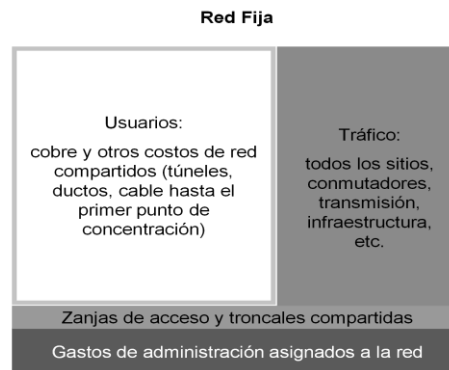 Red Fija
Usuarios:
cobre y otros costos de red
compartidos (túneles,
ductos, cable hasta el
primer punto de
concentración)
Tráfico:
todos los sitios,
conmutadores,
transmisión,
infraestructura,
etc.
Zanjas de acceso y troncales compartidas
Gastos de administración asignados a la red